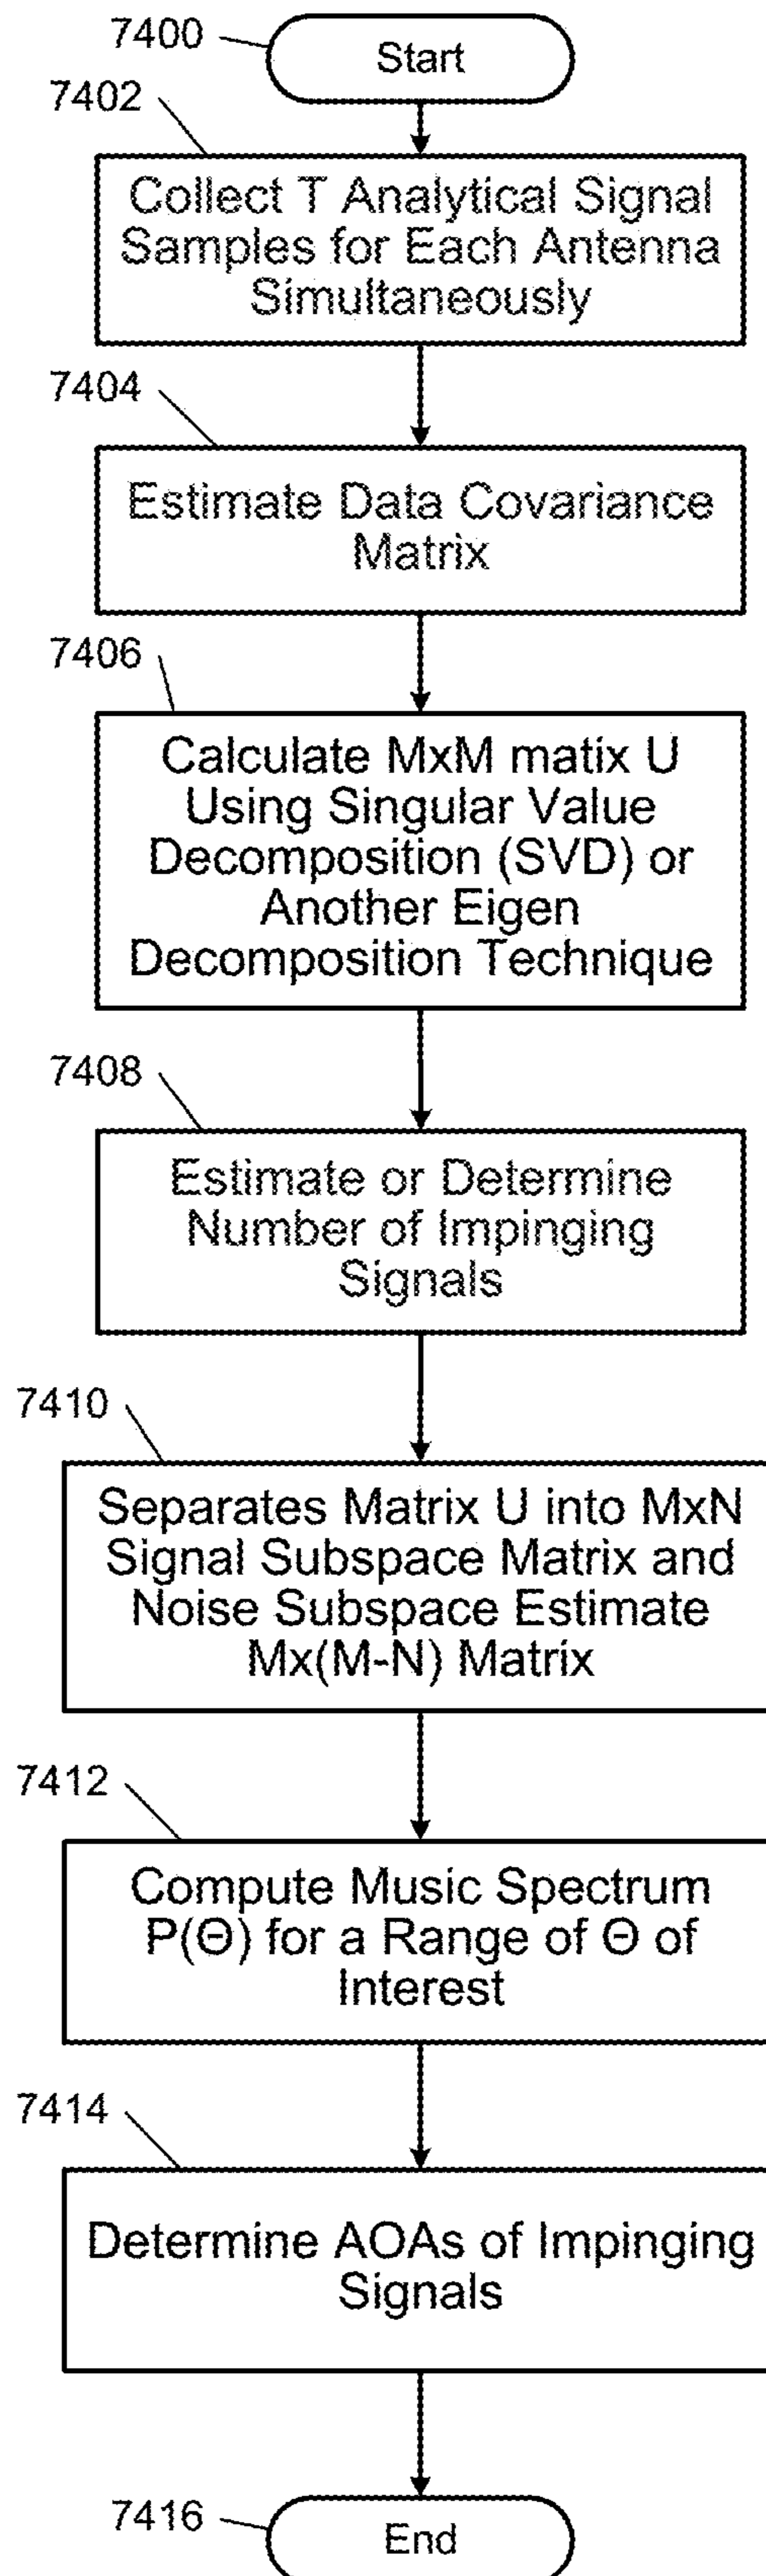 7400
Start
7402
Collect T Analytical Signal
Samples for Each Antenna
Simultaneously
7404
Estimate Data Covariance
Matrix
7406
Calculate MxM matix U
Using Singular Value
Decomposition (SVD) or
Another Eigen
Decomposition Technique
7408
Estimate or Determine
Number of Impinging
Signals
7410
Separates Matrix U into MxN
Signal Subspace Matrix and
Noise Subspace Estimate
Mx(M-N) Matrix
7412
Compute Music Spectrum
P(Θ) for a Range of Θ of
Interest
7414
Determine AOAs of Impinging
Signals
7416
End